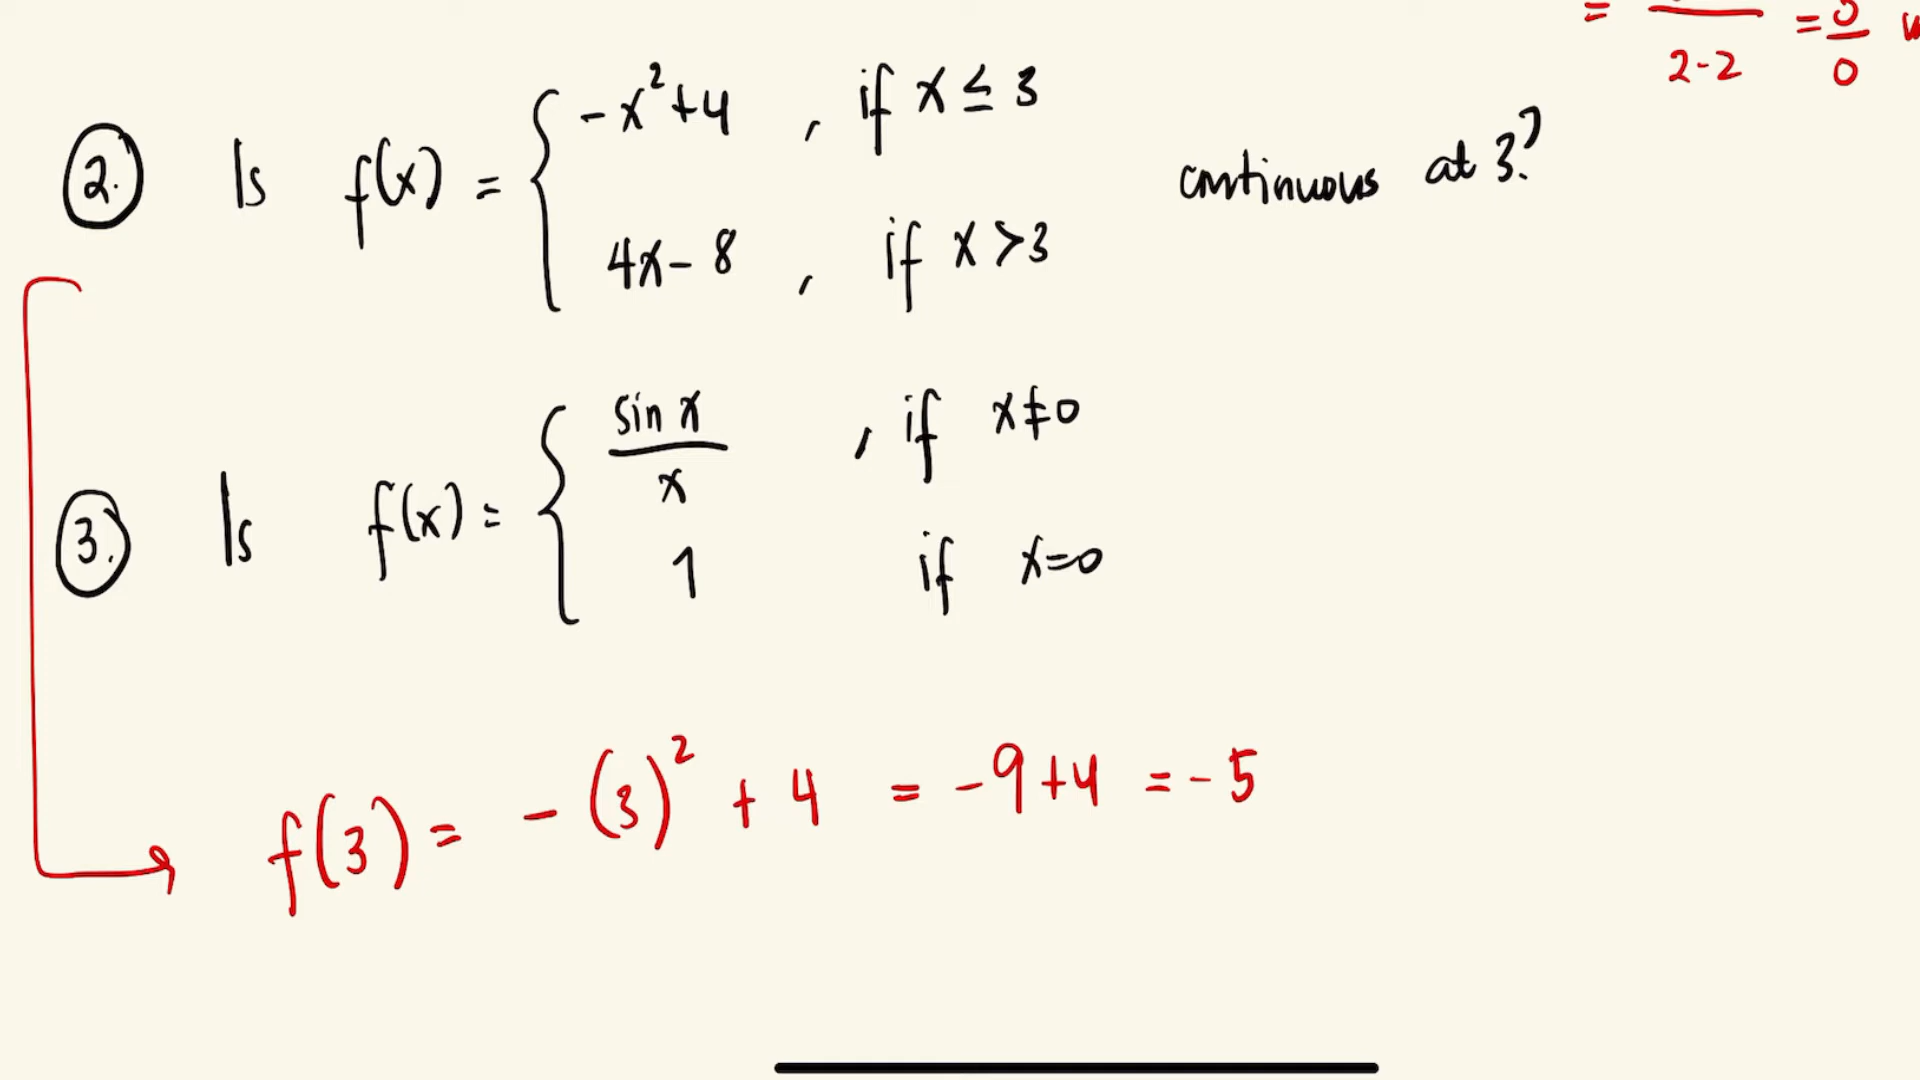 = ‾‾2-2 = 0/0
② Is f(x) = { -x²+4 , if x ≤ 3
4x-8 , if x > 3 continuous at 3?
③ Is f(x) = { sin x / x , if x ≠ 0
1 if x=0
f(3) = -(3)² + 4 = -9+4 = -5